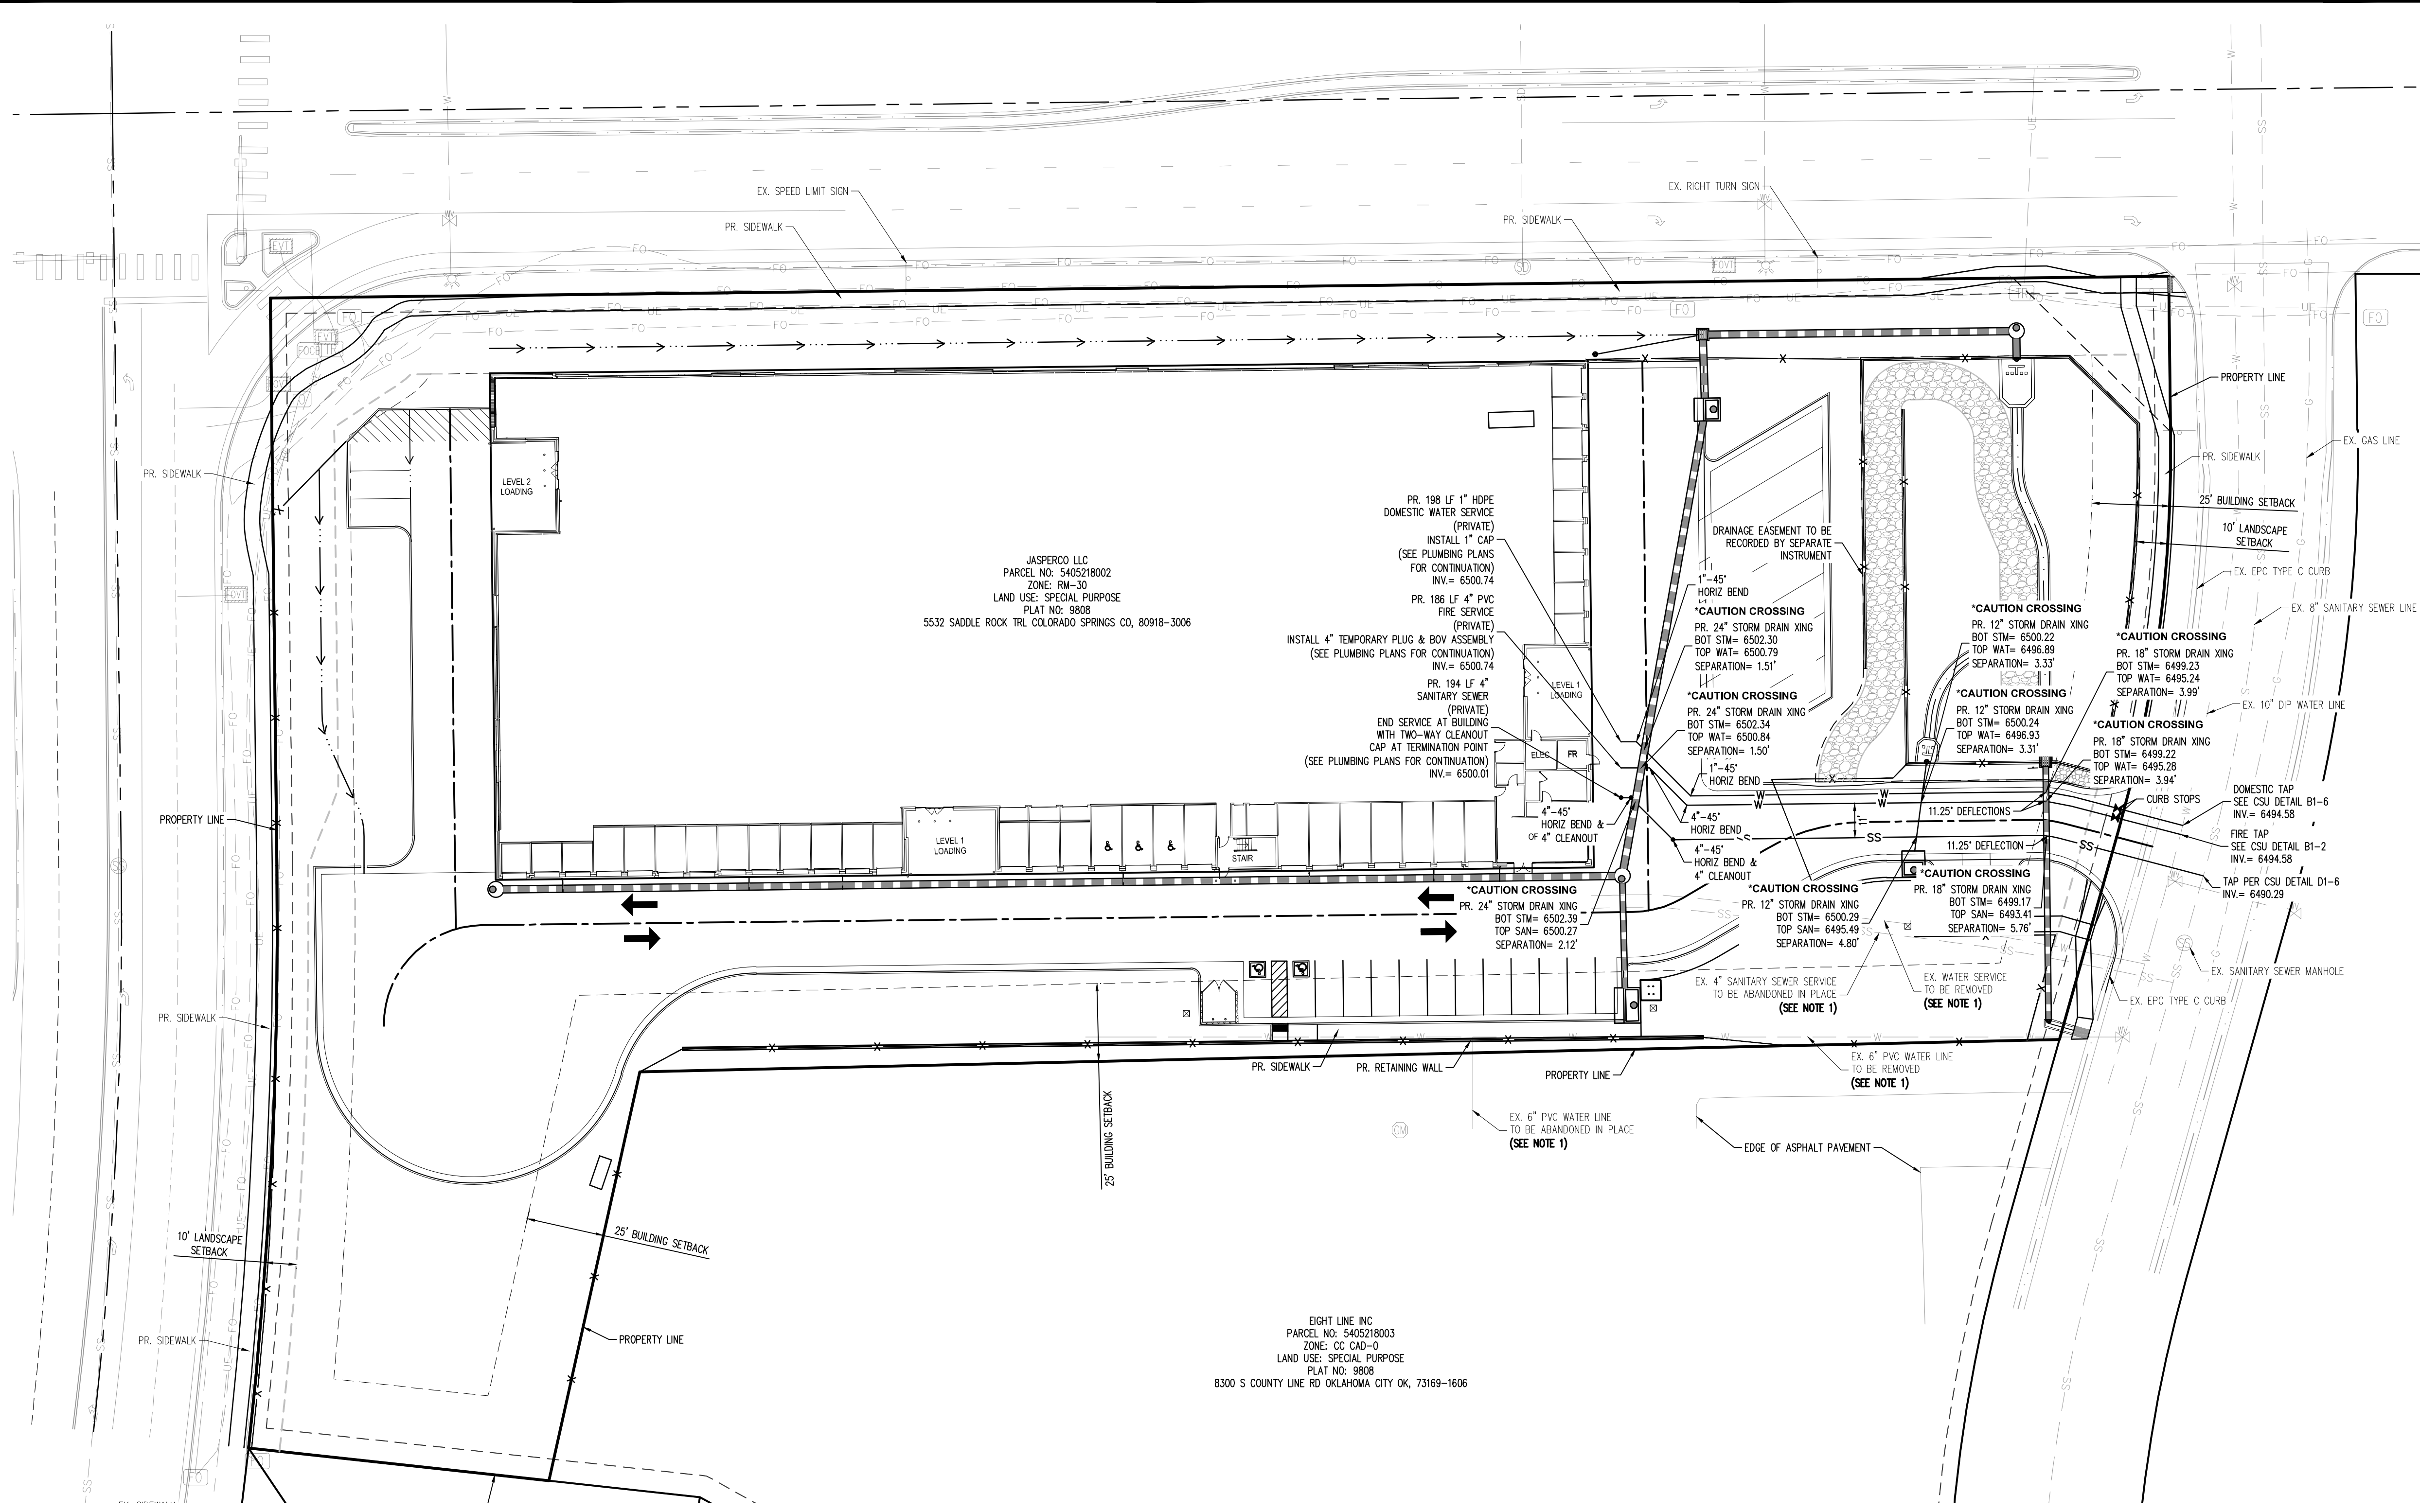 EX. SPEED LIMIT SIGN
PR. SIDEWALK
EX. RIGHT TURN SIGN
PR. SIDEWALK
PROPERTY LINE
EX. GAS LINE
PR. SIDEWALK
25' BUILDING SETBACK
10' LANDSCAPE
SETBACK
EX. EPC TYPE C CURB
EX. 8" SANITARY SEWER LINE
EX. 10" DIP WATER LINE
PR. SIDEWALK
LEVEL 2
LOADING
JASPERCO LLC
PARCEL NO: 5405218002
ZONE: RM-30
LAND USE: SPECIAL PURPOSE
PLAT NO: 9808
5532 SADDLE ROCK TRL COLORADO SPRINGS CO, 80918-3006
PR. 198 LF 1" HDPE
DOMESTIC WATER SERVICE
(PRIVATE)
INSTALL 1" CAP
(SEE PLUMBING PLANS
FOR CONTINUATION)
INV.= 6500.74
PR. 186 LF 4" PVC
FIRE SERVICE
(PRIVATE)
INSTALL 4" TEMPORARY PLUG & BOV ASSEMBLY
(SEE PLUMBING PLANS FOR CONTINUATION)
INV.= 6500.74
PR. 194 LF 4"
SANITARY SEWER
(PRIVATE)
END SERVICE AT BUILDING
WITH TWO-WAY CLEANOUT
CAP AT TERMINATION POINT
(SEE PLUMBING PLANS FOR CONTINUATION)
INV.= 6500.01
DRAINAGE EASEMENT TO BE
RECORDED BY SEPARATE
INSTRUMENT
1"-45°
HORIZ BEND
*CAUTION CROSSING
PR. 24" STORM DRAIN XING
BOT STM= 6502.30
TOP WAT= 6500.79
SEPARATION= 1.51'
*CAUTION CROSSING
PR. 24" STORM DRAIN XING
BOT STM= 6502.34
TOP WAT= 6500.84
SEPARATION= 1.50'
1"-45°
HORIZ BEND
*CAUTION CROSSING
PR. 12" STORM DRAIN XING
BOT STM= 6500.22
TOP WAT= 6496.89
SEPARATION= 3.33'
*CAUTION CROSSING
PR. 12" STORM DRAIN XING
BOT STM= 6500.24
TOP WAT= 6496.93
SEPARATION= 3.31'
*CAUTION CROSSING
PR. 18" STORM DRAIN XING
BOT STM= 6499.23
TOP WAT= 6495.24
SEPARATION= 3.99'
*CAUTION CROSSING
PR. 18" STORM DRAIN XING
BOT STM= 6499.22
TOP WAT= 6495.28
SEPARATION= 3.94'
LEVEL 1
LOADING
ELEC
FR
DOMESTIC TAP
SEE CSU DETAIL B1-6
INV.= 6494.58
CURB STOPS
FIRE TAP
SEE CSU DETAIL B1-2
INV.= 6494.58
TAP PER CSU DETAIL D1-6
INV.= 6490.29
11.25° DEFLECTIONS
11.25° DEFLECTION
11'
4"-45°
HORIZ BEND &
4" CLEANOUT
4"-45°
HORIZ BEND
4"-45°
HORIZ BEND &
4" CLEANOUT
PROPERTY LINE
LEVEL 1
LOADING
STAIR
*CAUTION CROSSING
PR. 24" STORM DRAIN XING
BOT STM= 6502.39
TOP SAN= 6500.27
SEPARATION= 2.12'
*CAUTION CROSSING
PR. 12" STORM DRAIN XING
BOT STM= 6500.29
TOP SAN= 6495.49
SEPARATION= 4.80'
*CAUTION CROSSING
PR. 18" STORM DRAIN XING
BOT STM= 6499.17
TOP SAN= 6493.41
SEPARATION= 5.76'
EX. 4" SANITARY SEWER SERVICE
TO BE ABANDONED IN PLACE
(SEE NOTE 1)
EX. WATER SERVICE
TO BE REMOVED
(SEE NOTE 1)
EX. SANITARY SEWER MANHOLE
EX. EPC TYPE C CURB
PR. SIDEWALK
PR. SIDEWALK
PR. RETAINING WALL
PROPERTY LINE
EX. 6" PVC WATER LINE
TO BE REMOVED
(SEE NOTE 1)
EX. 6" PVC WATER LINE
TO BE ABANDONED IN PLACE
(SEE NOTE 1)
EDGE OF ASPHALT PAVEMENT
25' BUILDING SETBACK
10' LANDSCAPE
SETBACK
25' BUILDING SETBACK
PR. SIDEWALK
PROPERTY LINE
EIGHT LINE INC
PARCEL NO: 5405218003
ZONE: CC CAD-O
LAND USE: SPECIAL PURPOSE
PLAT NO: 9808
8300 S COUNTY LINE RD OKLAHOMA CITY OK, 73169-1606